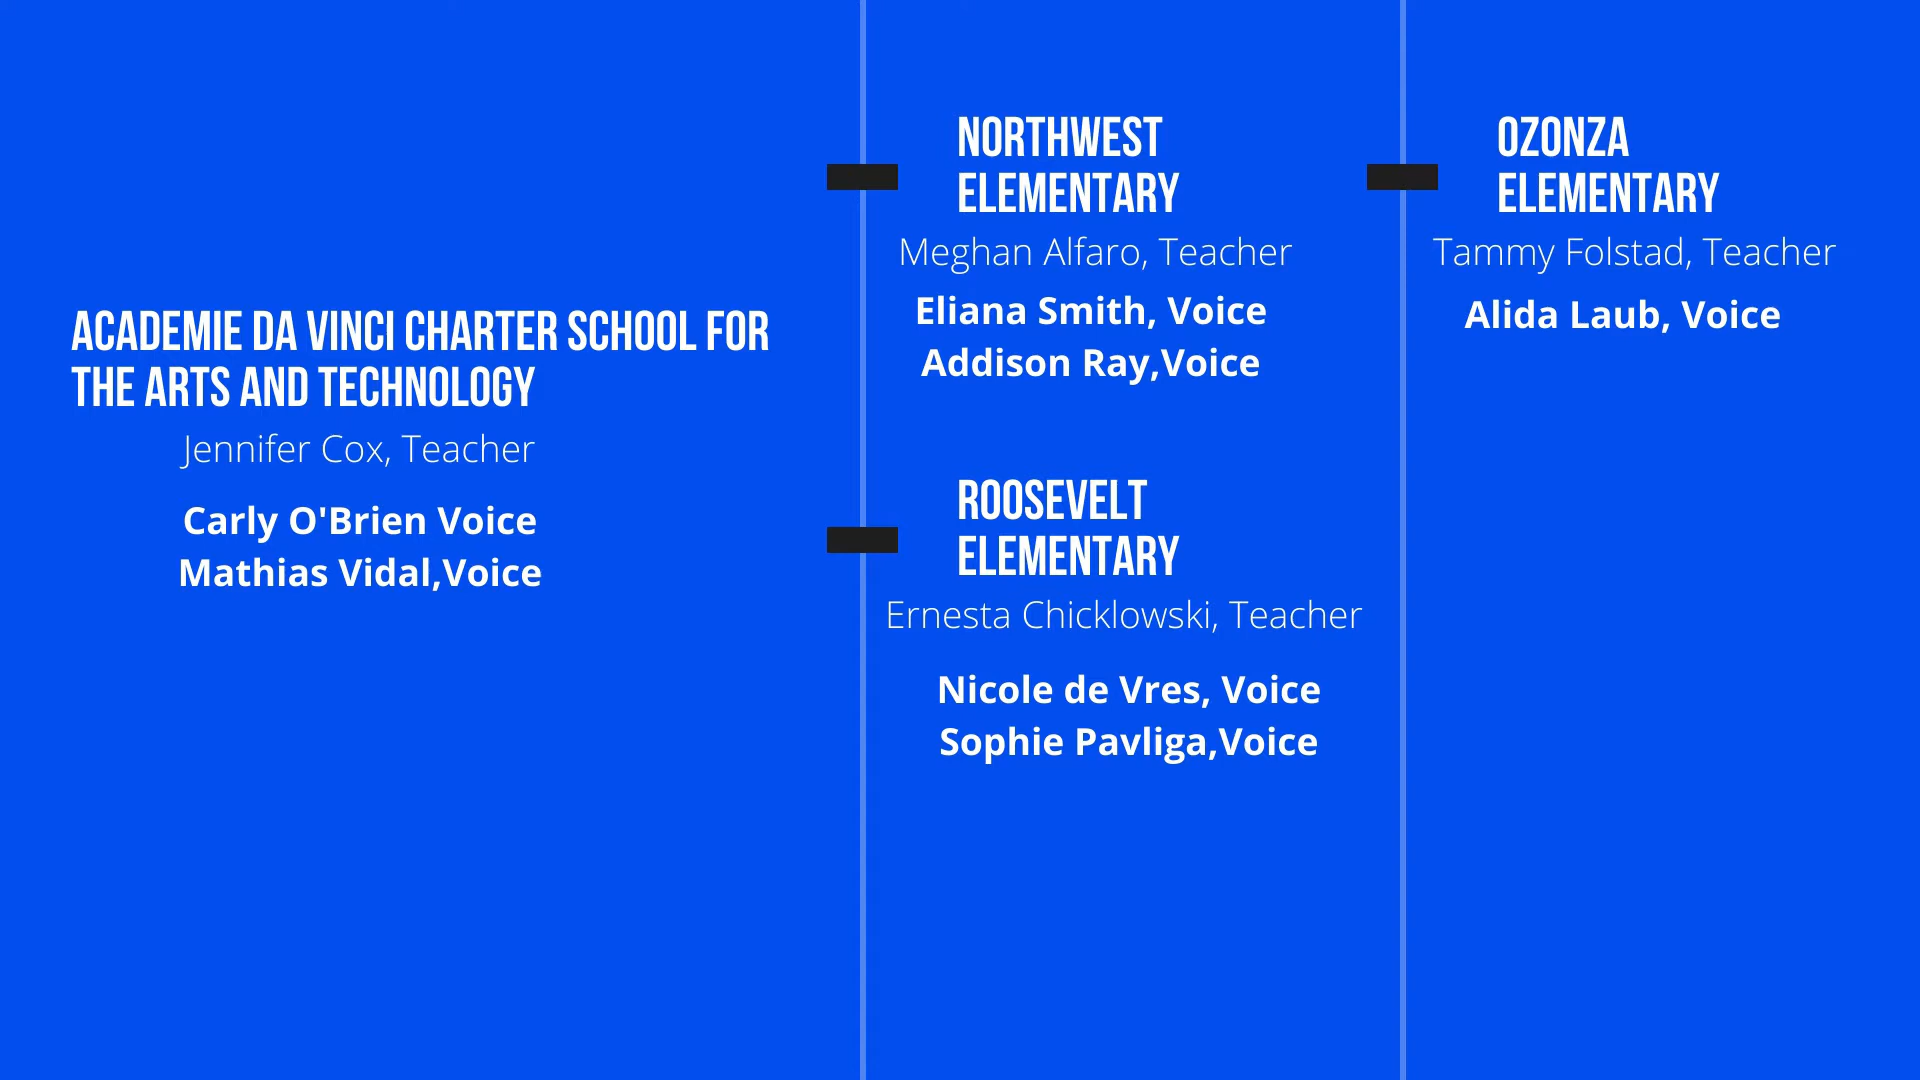 ACADEMIE DA VINCI CHARTER SCHOOL FOR
THE ARTS AND TECHNOLOGY
Jennifer Cox, Teacher
Carly O'Brien Voice
Mathias Vidal,Voice
NORTHWEST
ELEMENTARY
Meghan Alfaro, Teacher
Eliana Smith, Voice
Addison Ray,Voice
ROOSEVELT
ELEMENTARY
Ernesta Chicklowski, Teacher
Nicole de Vres, Voice
Sophie Pavliga,Voice
OZONZA
ELEMENTARY
Tammy Folstad, Teacher
Alida Laub, Voice